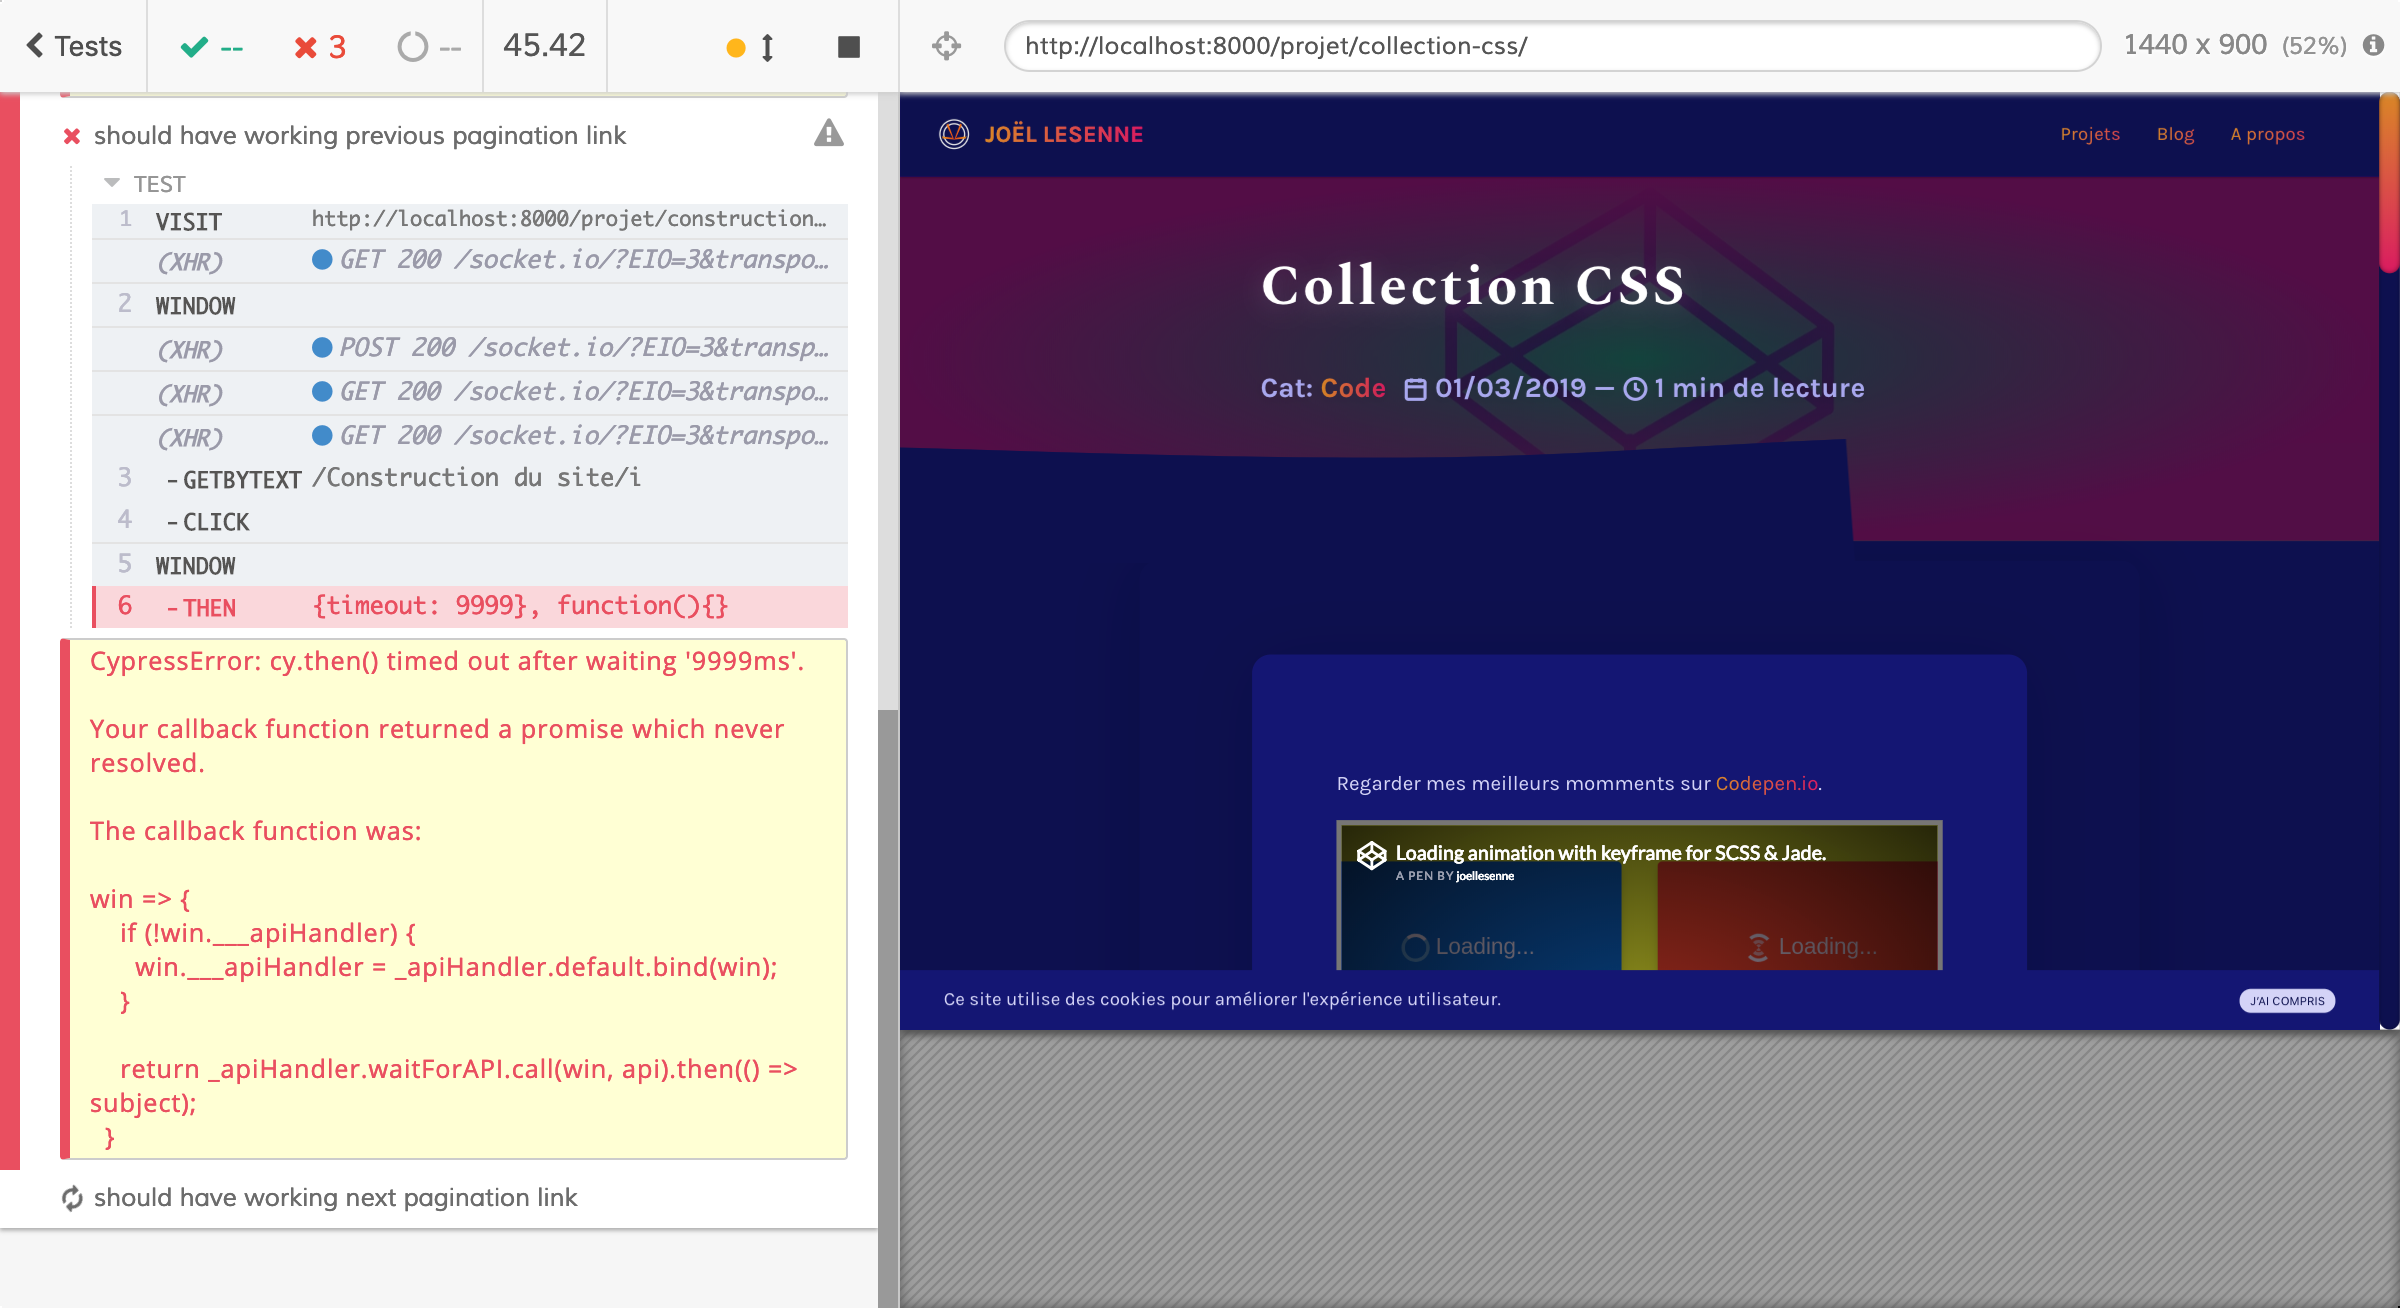 Tests
--
3
--
45.42
http://localhost:8000/projet/collection-css/
1440 x 900 (52%)
should have working previous pagination link
TEST
1 VISIT http://localhost:8000/projet/construction…
(XHR) GET 200 /socket.io/?EIO=3&transpo…
2 WINDOW
(XHR) POST 200 /socket.io/?EIO=3&transp…
(XHR) GET 200 /socket.io/?EIO=3&transpo…
(XHR) GET 200 /socket.io/?EIO=3&transpo…
3 -GETBYTEXT /Construction du site/i
4 -CLICK
5 WINDOW
6 -THEN {timeout: 9999}, function(){}
CypressError: cy.then() timed out after waiting '9999ms'.
Your callback function returned a promise which never
resolved.
The callback function was:
win => {
if (!win.___apiHandler) {
win.___apiHandler = _apiHandler.default.bind(win);
}
return _apiHandler.waitForAPI.call(win, api).then(() =>
subject);
}
should have working next pagination link
JOËL LESENNE
Projets Blog A propos
Collection CSS
Cat: Code 01/03/2019 — 1 min de lecture
Regarder mes meilleurs momments sur Codepen.io.
Loading animation with keyframe for SCSS & Jade.
A PEN BY joellesenne
Loading... Loading...
Ce site utilise des cookies pour améliorer l'expérience utilisateur.
J'AI COMPRIS